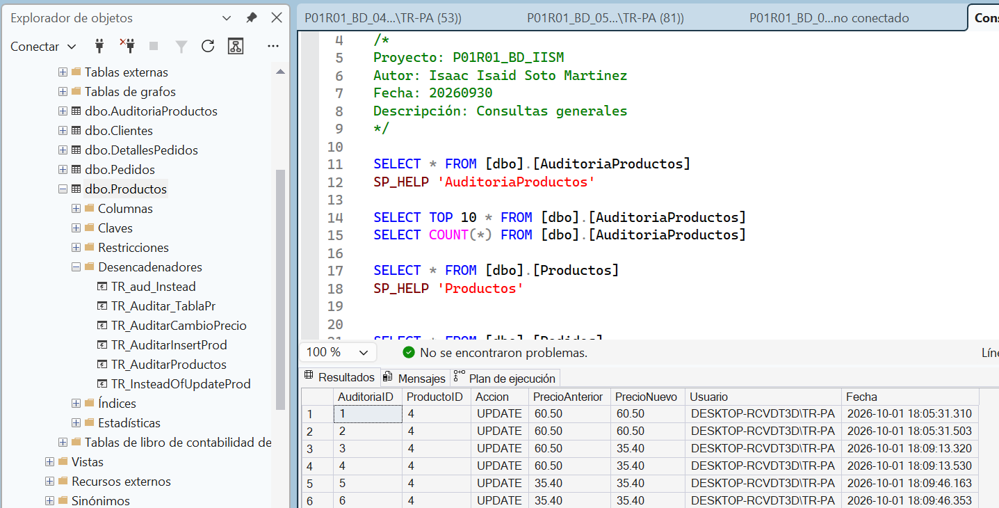 Explorador de objetos
Conectar
Tablas externas
Tablas de grafos
dbo.AuditoriaProductos
dbo.Clientes
dbo.DetallesPedidos
dbo.Pedidos
dbo.Productos
Columnas
Claves
Restricciones
Desencadenadores
TR_aud_Instead
TR_Auditar_TablaPr
TR_AuditarCambioPrecio
TR_AuditarInsertProd
TR_AuditarProductos
TR_InsteadOfUpdateProd
Índices
Estadísticas
Tablas de libro de contabilidad de
Vistas
Recursos externos
Sinónimos
P01R01_BD_04...\TR-PA (53)) P01R01_BD_05...\TR-PA (81)) P01R01_BD_0...no conectado Cons
4 /*
5 Proyecto: P01R01_BD_IISM
6 Autor: Isaac Isaid Soto Martinez
7 Fecha: 20260930
8 Descripción: Consultas generales
9 */
10
11 SELECT * FROM [dbo].[AuditoriaProductos]
12 SP_HELP 'AuditoriaProductos'
13
14 SELECT TOP 10 * FROM [dbo].[AuditoriaProductos]
15 SELECT COUNT(*) FROM [dbo].[AuditoriaProductos]
16
17 SELECT * FROM [dbo].[Productos]
18 SP_HELP 'Productos'
19
20
21 SELECT * FROM [dbo].[Pedidos]
100 % No se encontraron problemas. Líne
Resultados Mensajes Plan de ejecución
AuditoriaID ProductoID Accion PrecioAnterior PrecioNuevo Usuario Fecha
1 1 4 UPDATE 60.50 60.50 DESKTOP-RCVDT3D\TR-PA 2026-10-01 18:05:31.310
2 2 4 UPDATE 60.50 60.50 DESKTOP-RCVDT3D\TR-PA 2026-10-01 18:05:31.503
3 3 4 UPDATE 60.50 35.40 DESKTOP-RCVDT3D\TR-PA 2026-10-01 18:09:13.320
4 4 4 UPDATE 60.50 35.40 DESKTOP-RCVDT3D\TR-PA 2026-10-01 18:09:13.530
5 5 4 UPDATE 35.40 35.40 DESKTOP-RCVDT3D\TR-PA 2026-10-01 18:09:46.163
6 6 4 UPDATE 35.40 35.40 DESKTOP-RCVDT3D\TR-PA 2026-10-01 18:09:46.353